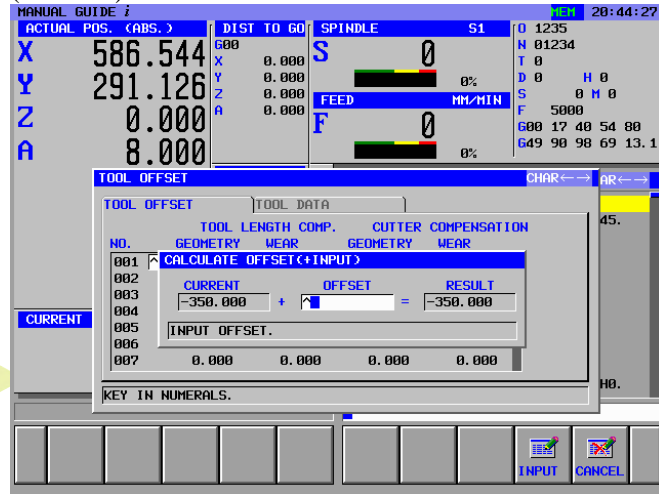 MANUAL GUIDE i MEM 20:44:27
ACTUAL POS. (ABS.) DIST TO GO SPINDLE S1 O 1235
X 586.544 G00 X 0.000 S 0 N 01234
T 0
Y 291.126 Y 0.000 0% D 0 H 0
Z 0.000 Z 0.000 FEED MM/MIN S 0 M 0
A 8.000 A 0.000 F 0 F 5000
G00 17 40 54 80
0% G49 90 98 69 13.1
TOOL OFFSET CHAR←→ AR←→
TOOL OFFSET TOOL DATA
45.
TOOL LENGTH COMP. CUTTER COMPENSATION
NO. GEOMETRY WEAR GEOMETRY WEAR
001 CALCULATE OFFSET(+INPUT)
002 CURRENT OFFSET RESULT
003 -350.000 + = -350.000
004
CURRENT 005 INPUT OFFSET.
006
007 0.000 0.000 0.000 0.000
H0.
KEY IN NUMERALS.
INPUT CANCEL